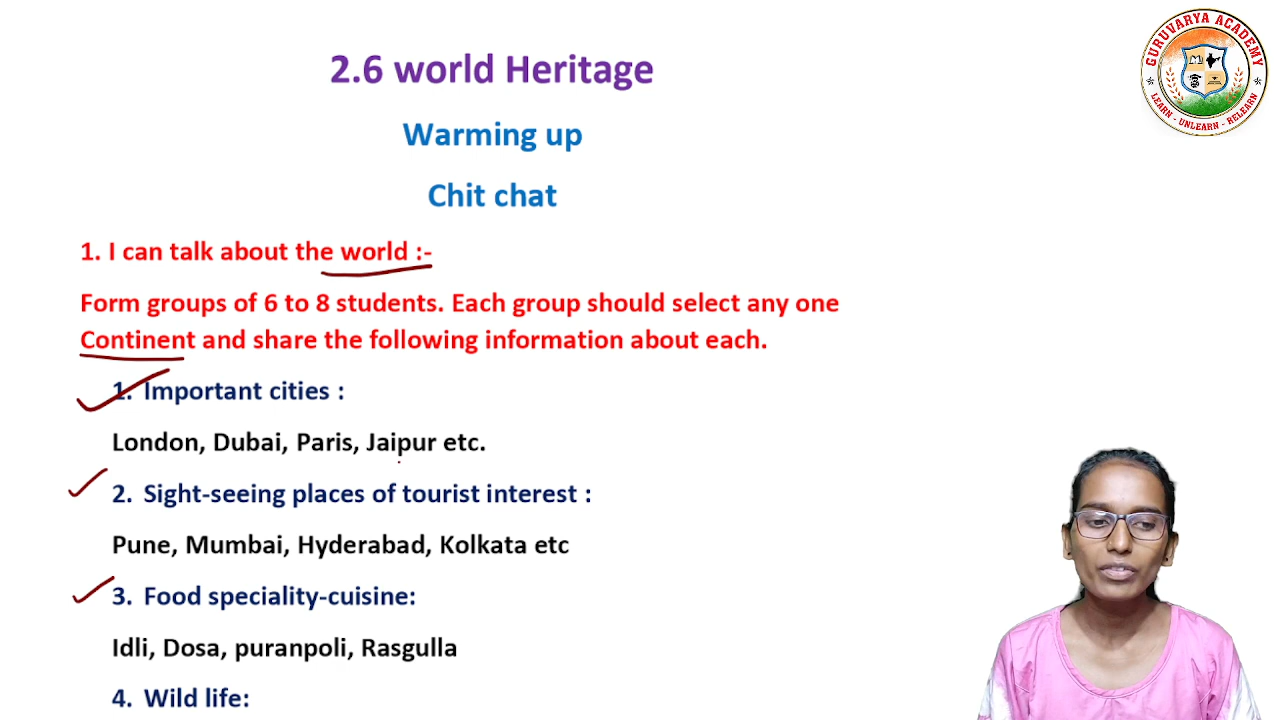 2.6 world Heritage
GURUVARYA ACADEMY
LEARN - UNLEARN - RELEARN
Warming up
Chit chat
1. I can talk about the world :-
Form groups of 6 to 8 students. Each group should select any one
Continent and share the following information about each.
1. Important cities :
London, Dubai, Paris, Jaipur etc.
2. Sight-seeing places of tourist interest :
Pune, Mumbai, Hyderabad, Kolkata etc
3. Food speciality-cuisine:
Idli, Dosa, puranpoli, Rasgulla
4. Wild life: